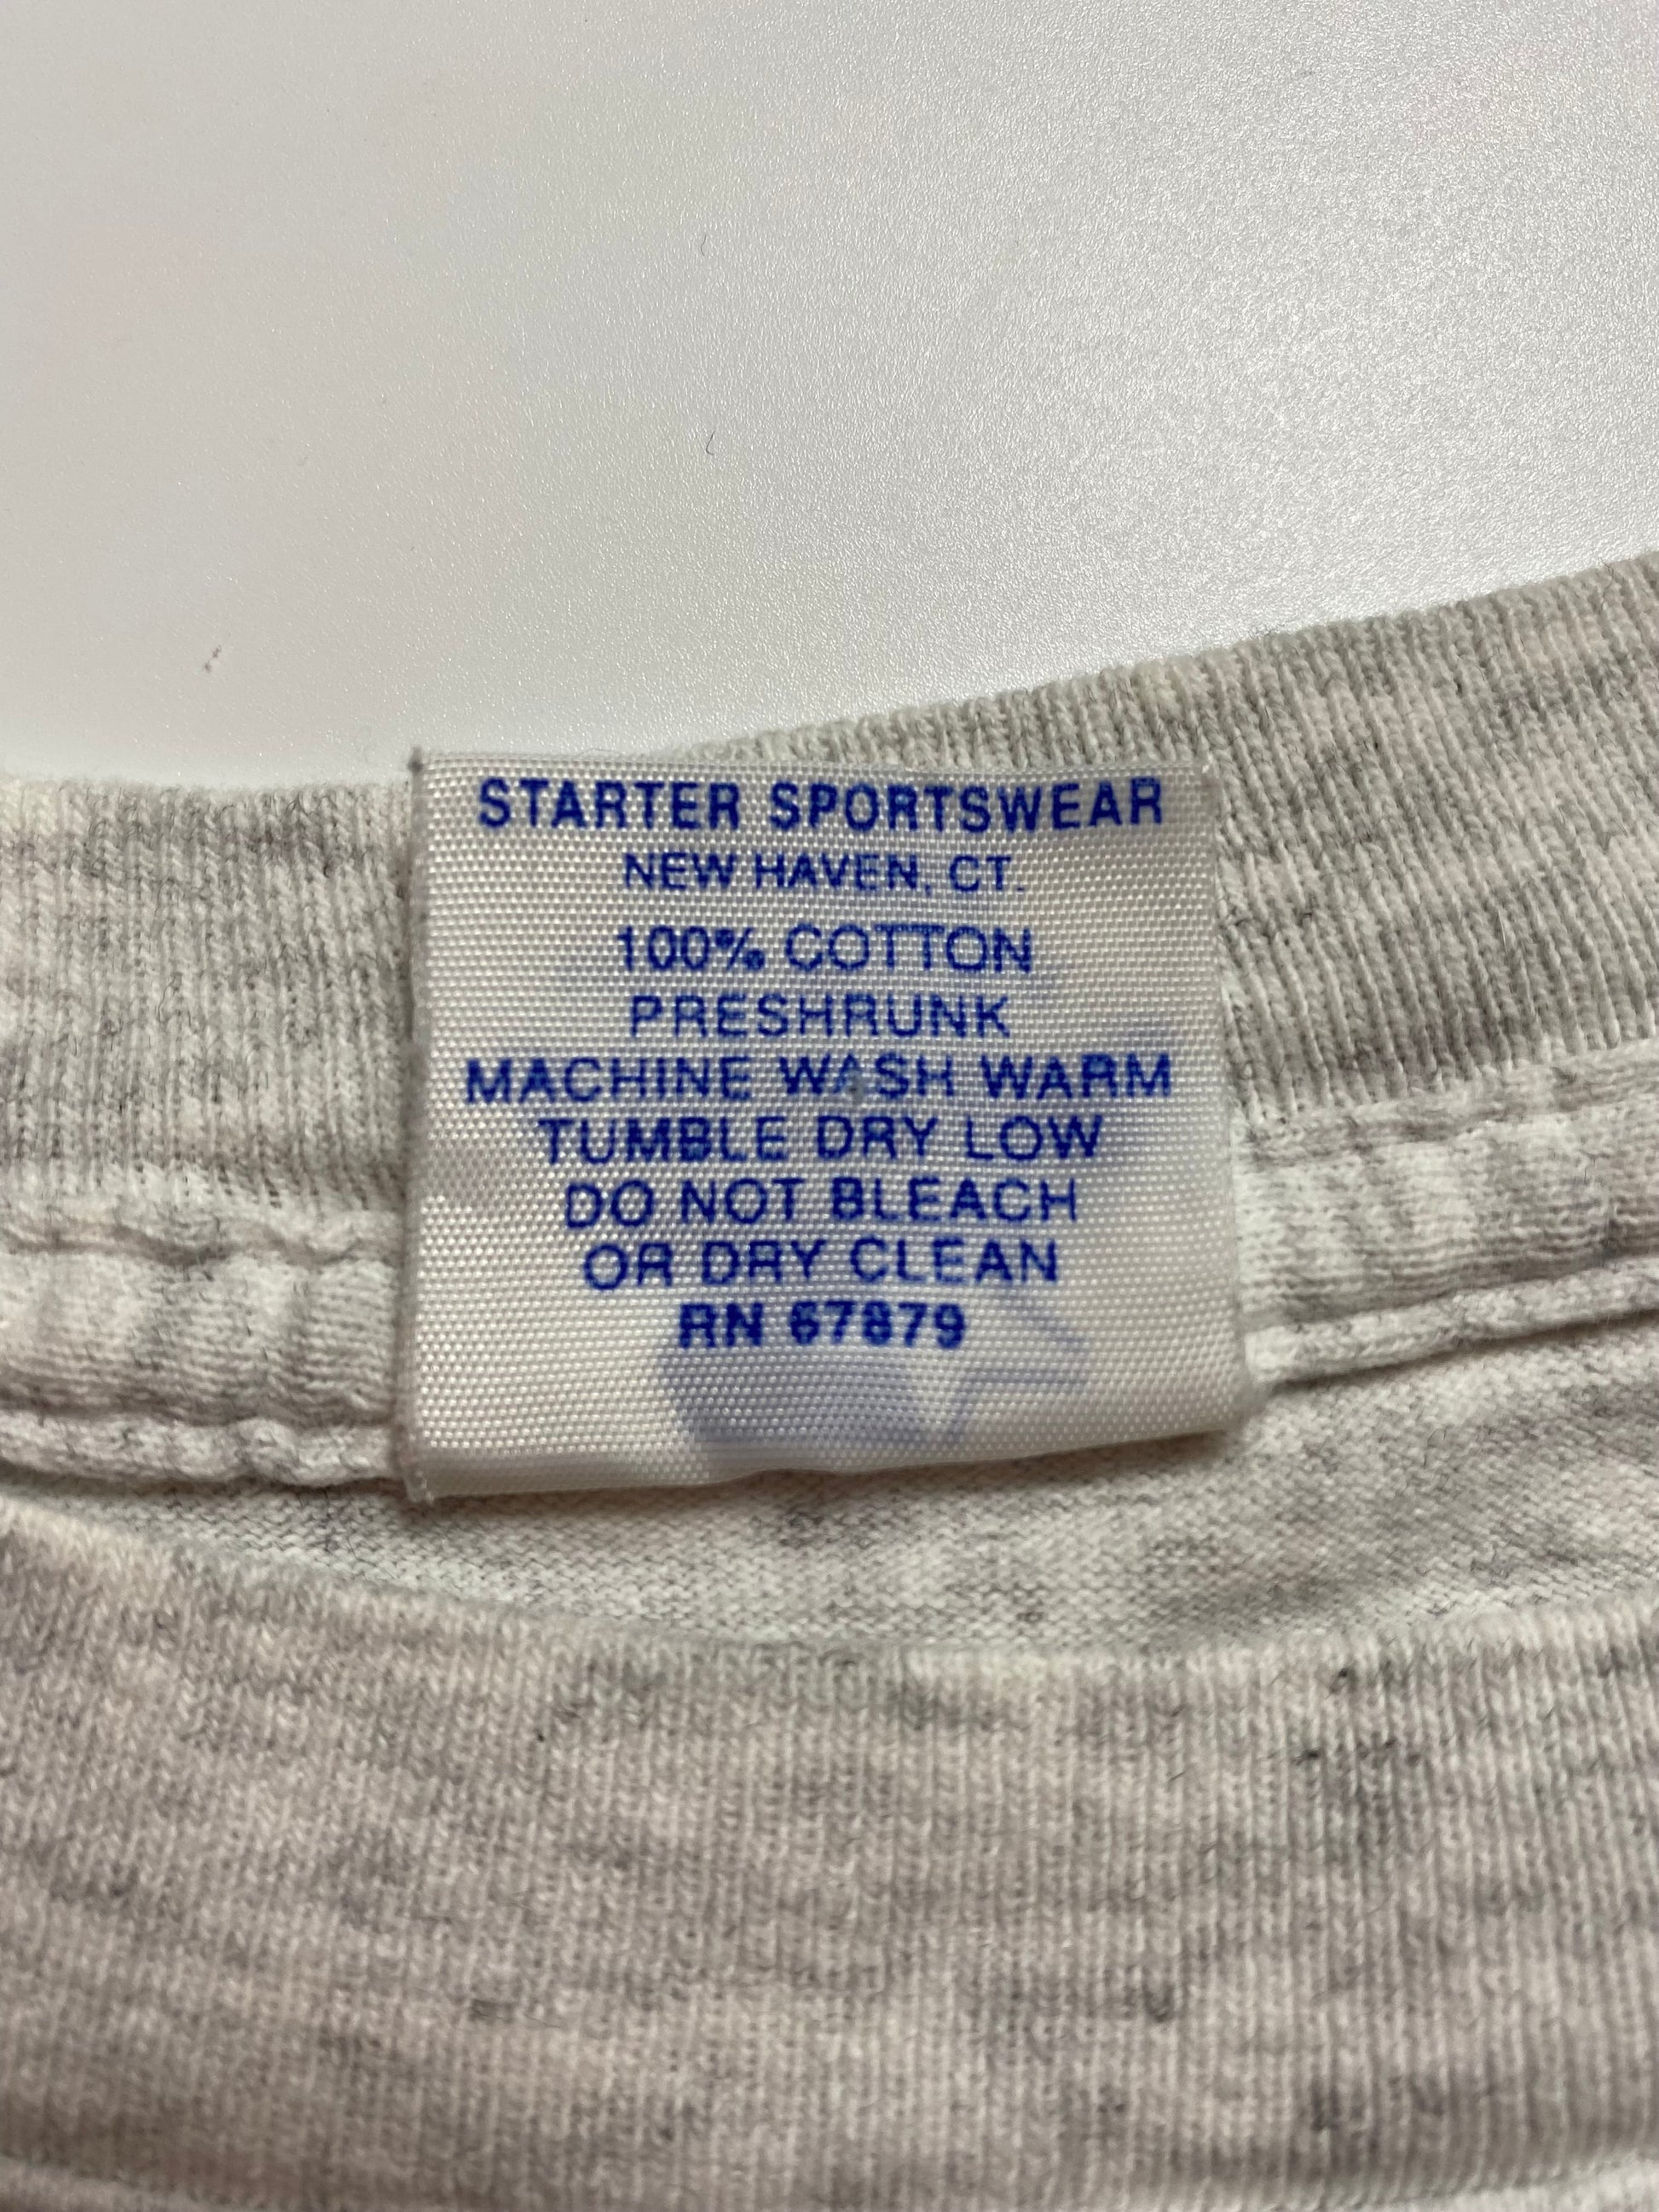 STARTER SPORTSWEAR
NEW HAVEN, CT.
100% COTTON
PRESHRUNK
MACHINE WASH WARM
TUMBLE DRY LOW
DO NOT BLEACH
OR DRY CLEAN
RN 67879